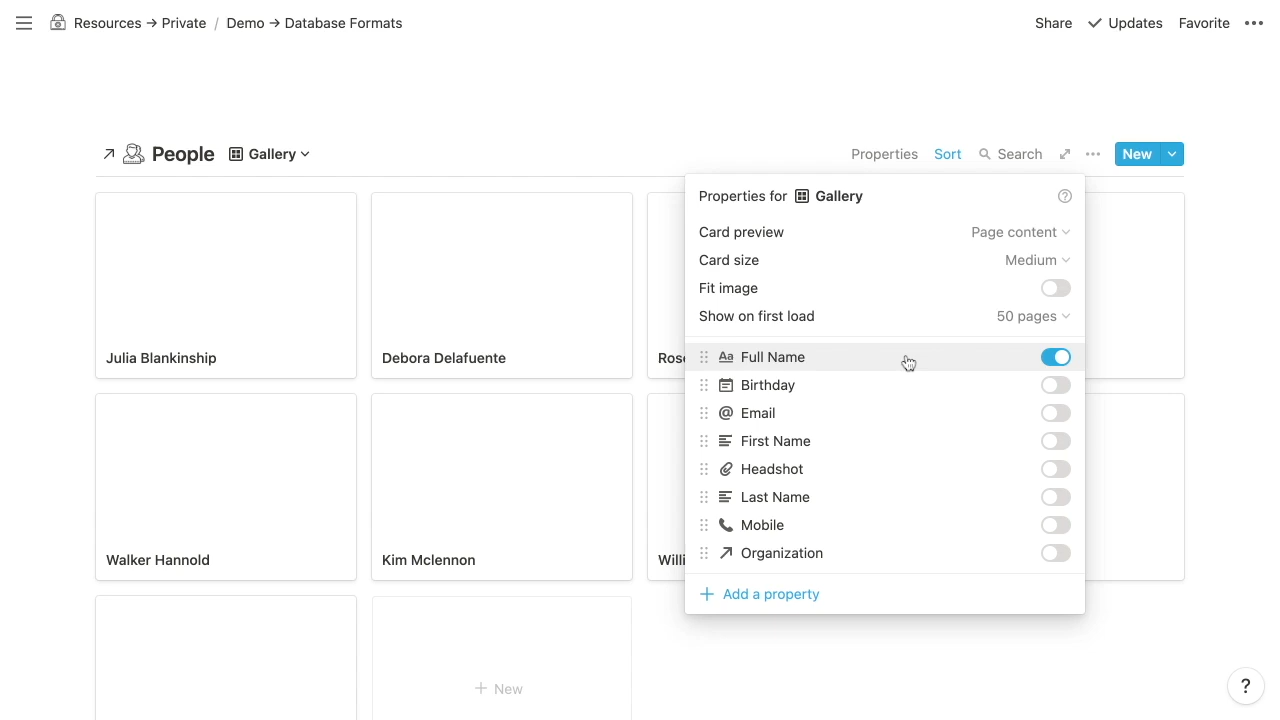 Resources → Private / Demo → Database Formats
Share Updates Favorite
People Gallery
Properties Sort Search New
Properties for Gallery
Card preview Page content
Card size Medium
Fit image
Show on first load 50 pages
Aa Full Name
Birthday
@ Email
First Name
Headshot
Last Name
Mobile
Organization
+ Add a property
Julia Blankinship
Debora Delafuente
Walker Hannold
Kim Mclennon
+ New
?